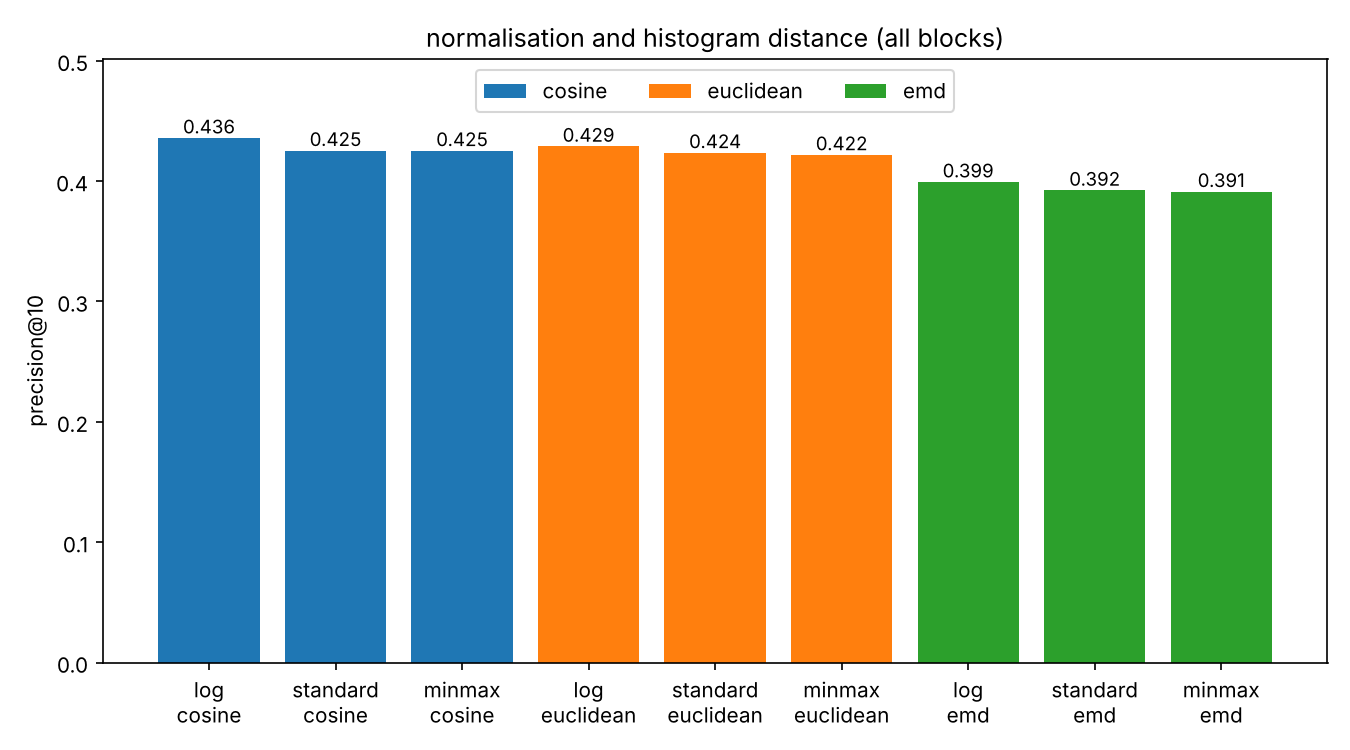 normalisation and histogram distance (all blocks)
cosine euclidean emd
precision@10
0.5
0.4
0.3
0.2
0.1
0.0
0.436
0.425
0.425
0.429
0.424
0.422
0.399
0.392
0.391
log
cosine
standard
cosine
minmax
cosine
log
euclidean
standard
euclidean
minmax
euclidean
log
emd
standard
emd
minmax
emd